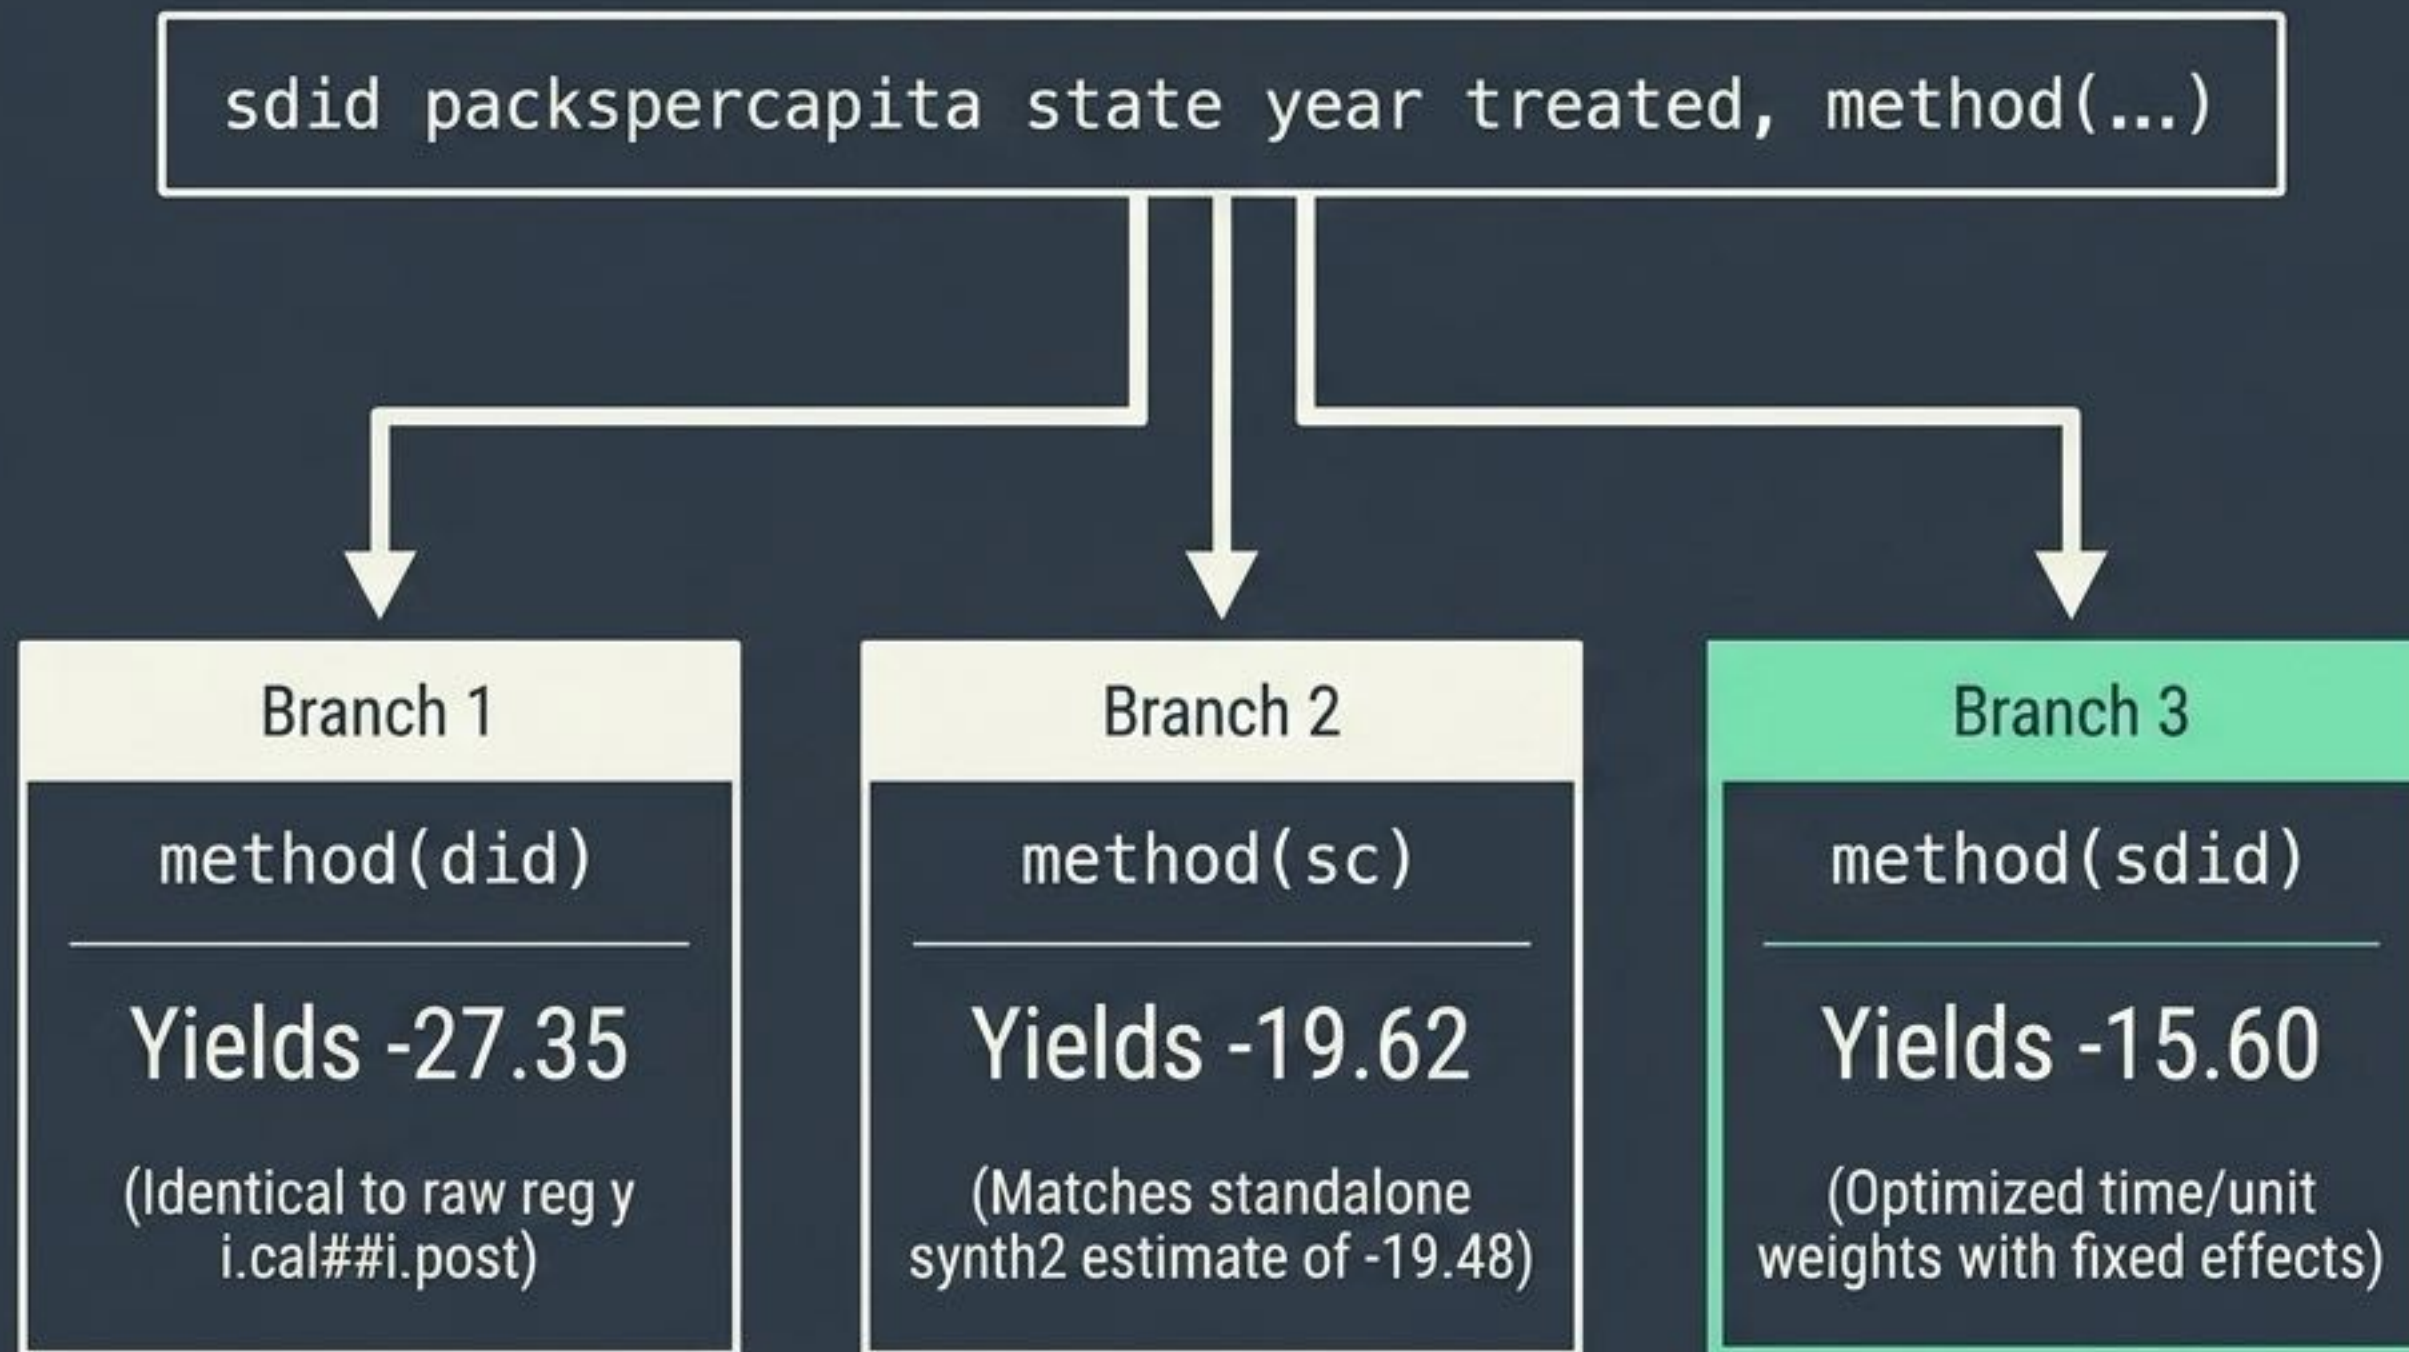 sdid packspercapita state year treated, method(...)
Branch 1
method(did)
Yields -27.35
(Identical to raw reg y
i.cal##i.post)
Branch 2
method(sc)
Yields -19.62
(Matches standalone
synth2 estimate of -19.48)
Branch 3
method(sdid)
Yields -15.60
(Optimized time/unit
weights with fixed effects)